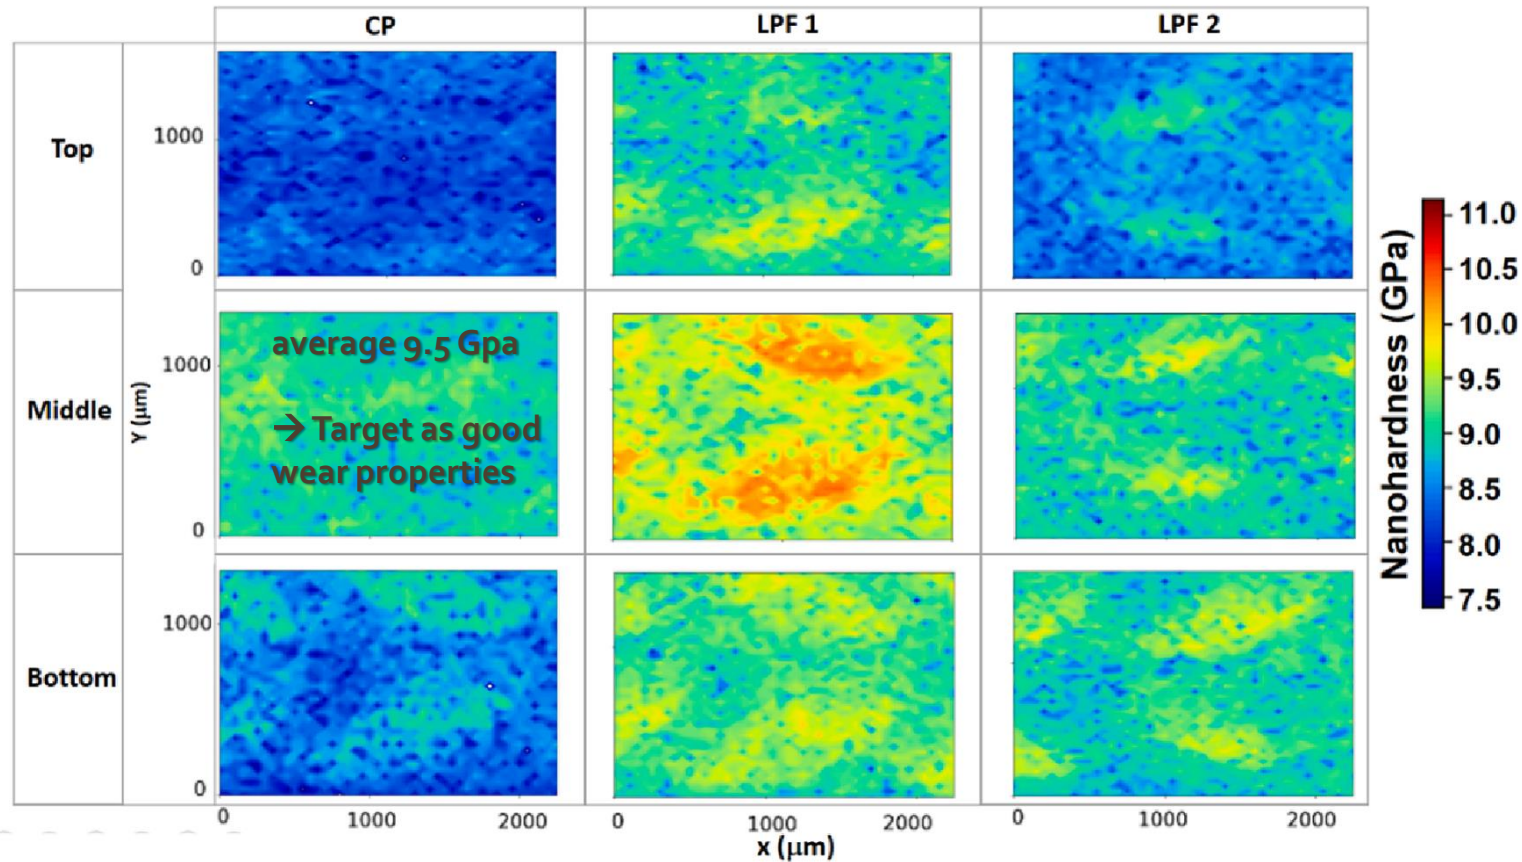 CP
LPF 1
LPF 2
Top
1000
0
Middle
1000
0
Y (μm)
average 9.5 Gpa
→ Target as good
wear properties
Bottom
1000
0
0
1000
2000
0
1000
2000
0
1000
2000
x (μm)
Nanohardness (GPa)
11.0
10.5
10.0
9.5
9.0
8.5
8.0
7.5